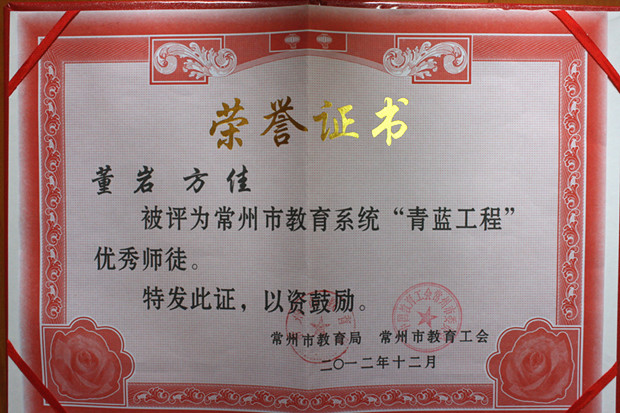 荣誉证书
董岩 方佳
被评为常州市教育系统“青蓝工程”
优秀师徒。
特发此证，以资鼓励。
常州市教育局 常州市教育工会
二〇一二年十二月